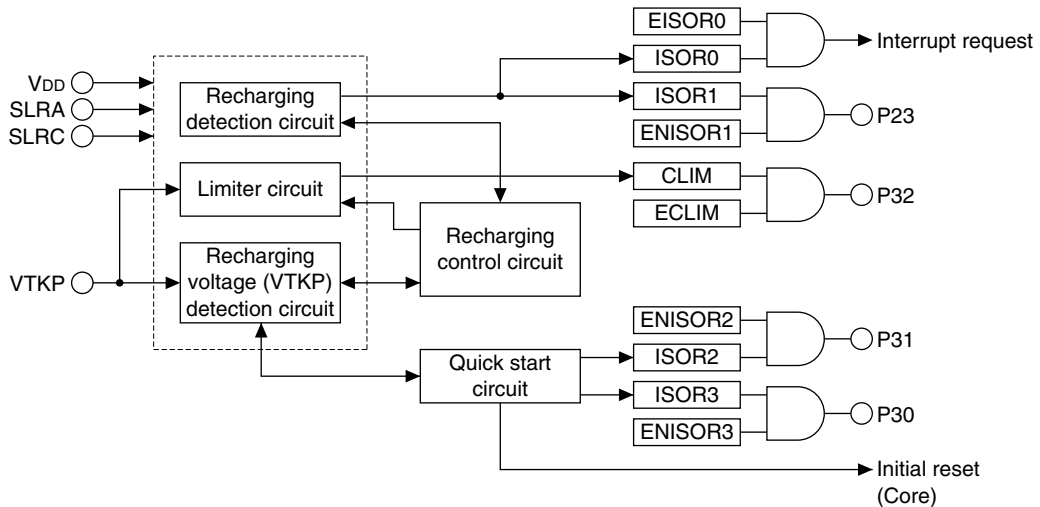 VDD
SLRA
SLRC
VTKP
Recharging
detection circuit
Limiter circuit
Recharging
voltage (VTKP)
detection circuit
Recharging
control circuit
Quick start
circuit
EISOR0
ISOR0
ISOR1
ENISOR1
CLIM
ECLIM
ENISOR2
ISOR2
ISOR3
ENISOR3
Interrupt request
P23
P32
P31
P30
Initial reset
(Core)